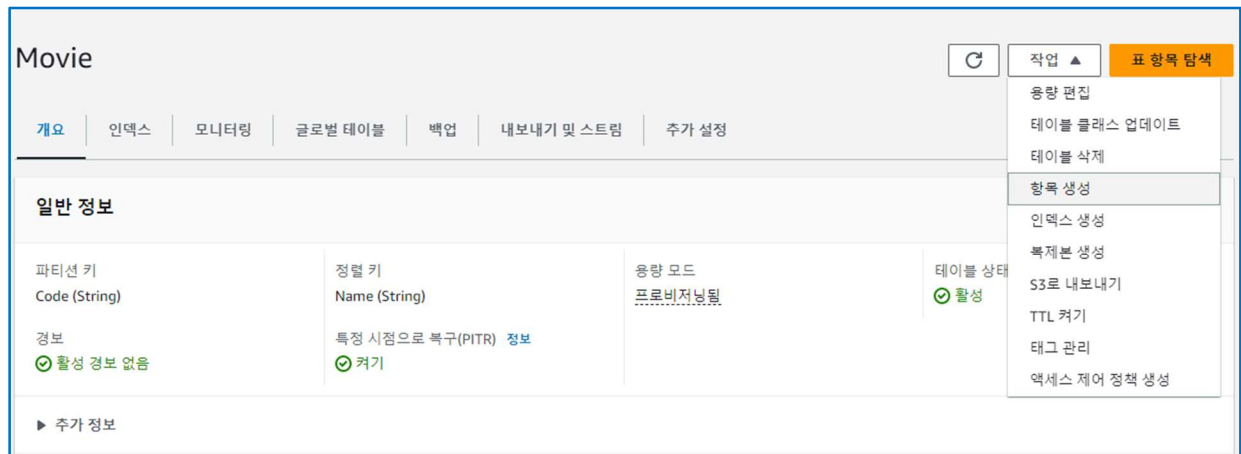 Movie
작업 ▲
표 항목 탐색
개요
인덱스
모니터링
글로벌 테이블
백업
내보내기 및 스트림
추가 설정
용량 편집
테이블 클래스 업데이트
테이블 삭제
항목 생성
인덱스 생성
복제본 생성
S3로 내보내기
TTL 켜기
태그 관리
액세스 제어 정책 생성
일반 정보
파티션 키
Code (String)
정렬 키
Name (String)
용량 모드
프로비저닝됨
테이블 상태
활성
경보
활성 경보 없음
특정 시점으로 복구(PITR) 정보
켜기
▶ 추가 정보